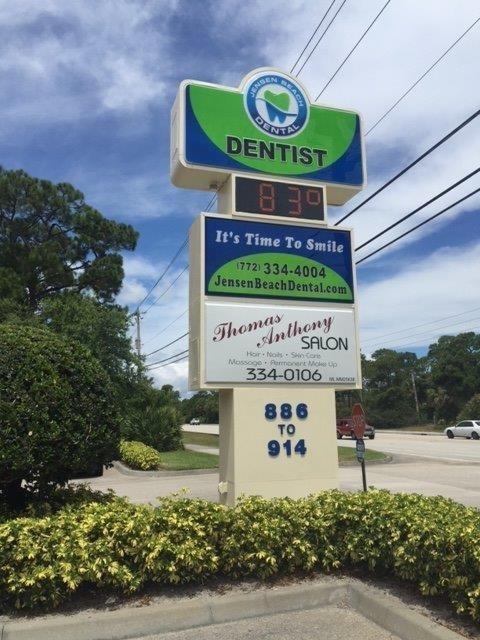 JENSEN BEACH
DENTAL
DENTIST
83°
It's Time To Smile
(772) 334-4004
JensenBeachDental.com
Thomas Anthony
SALON
Hair · Nails · Skin Care
Massage · Permanent Make Up
334-0106
886
TO
914